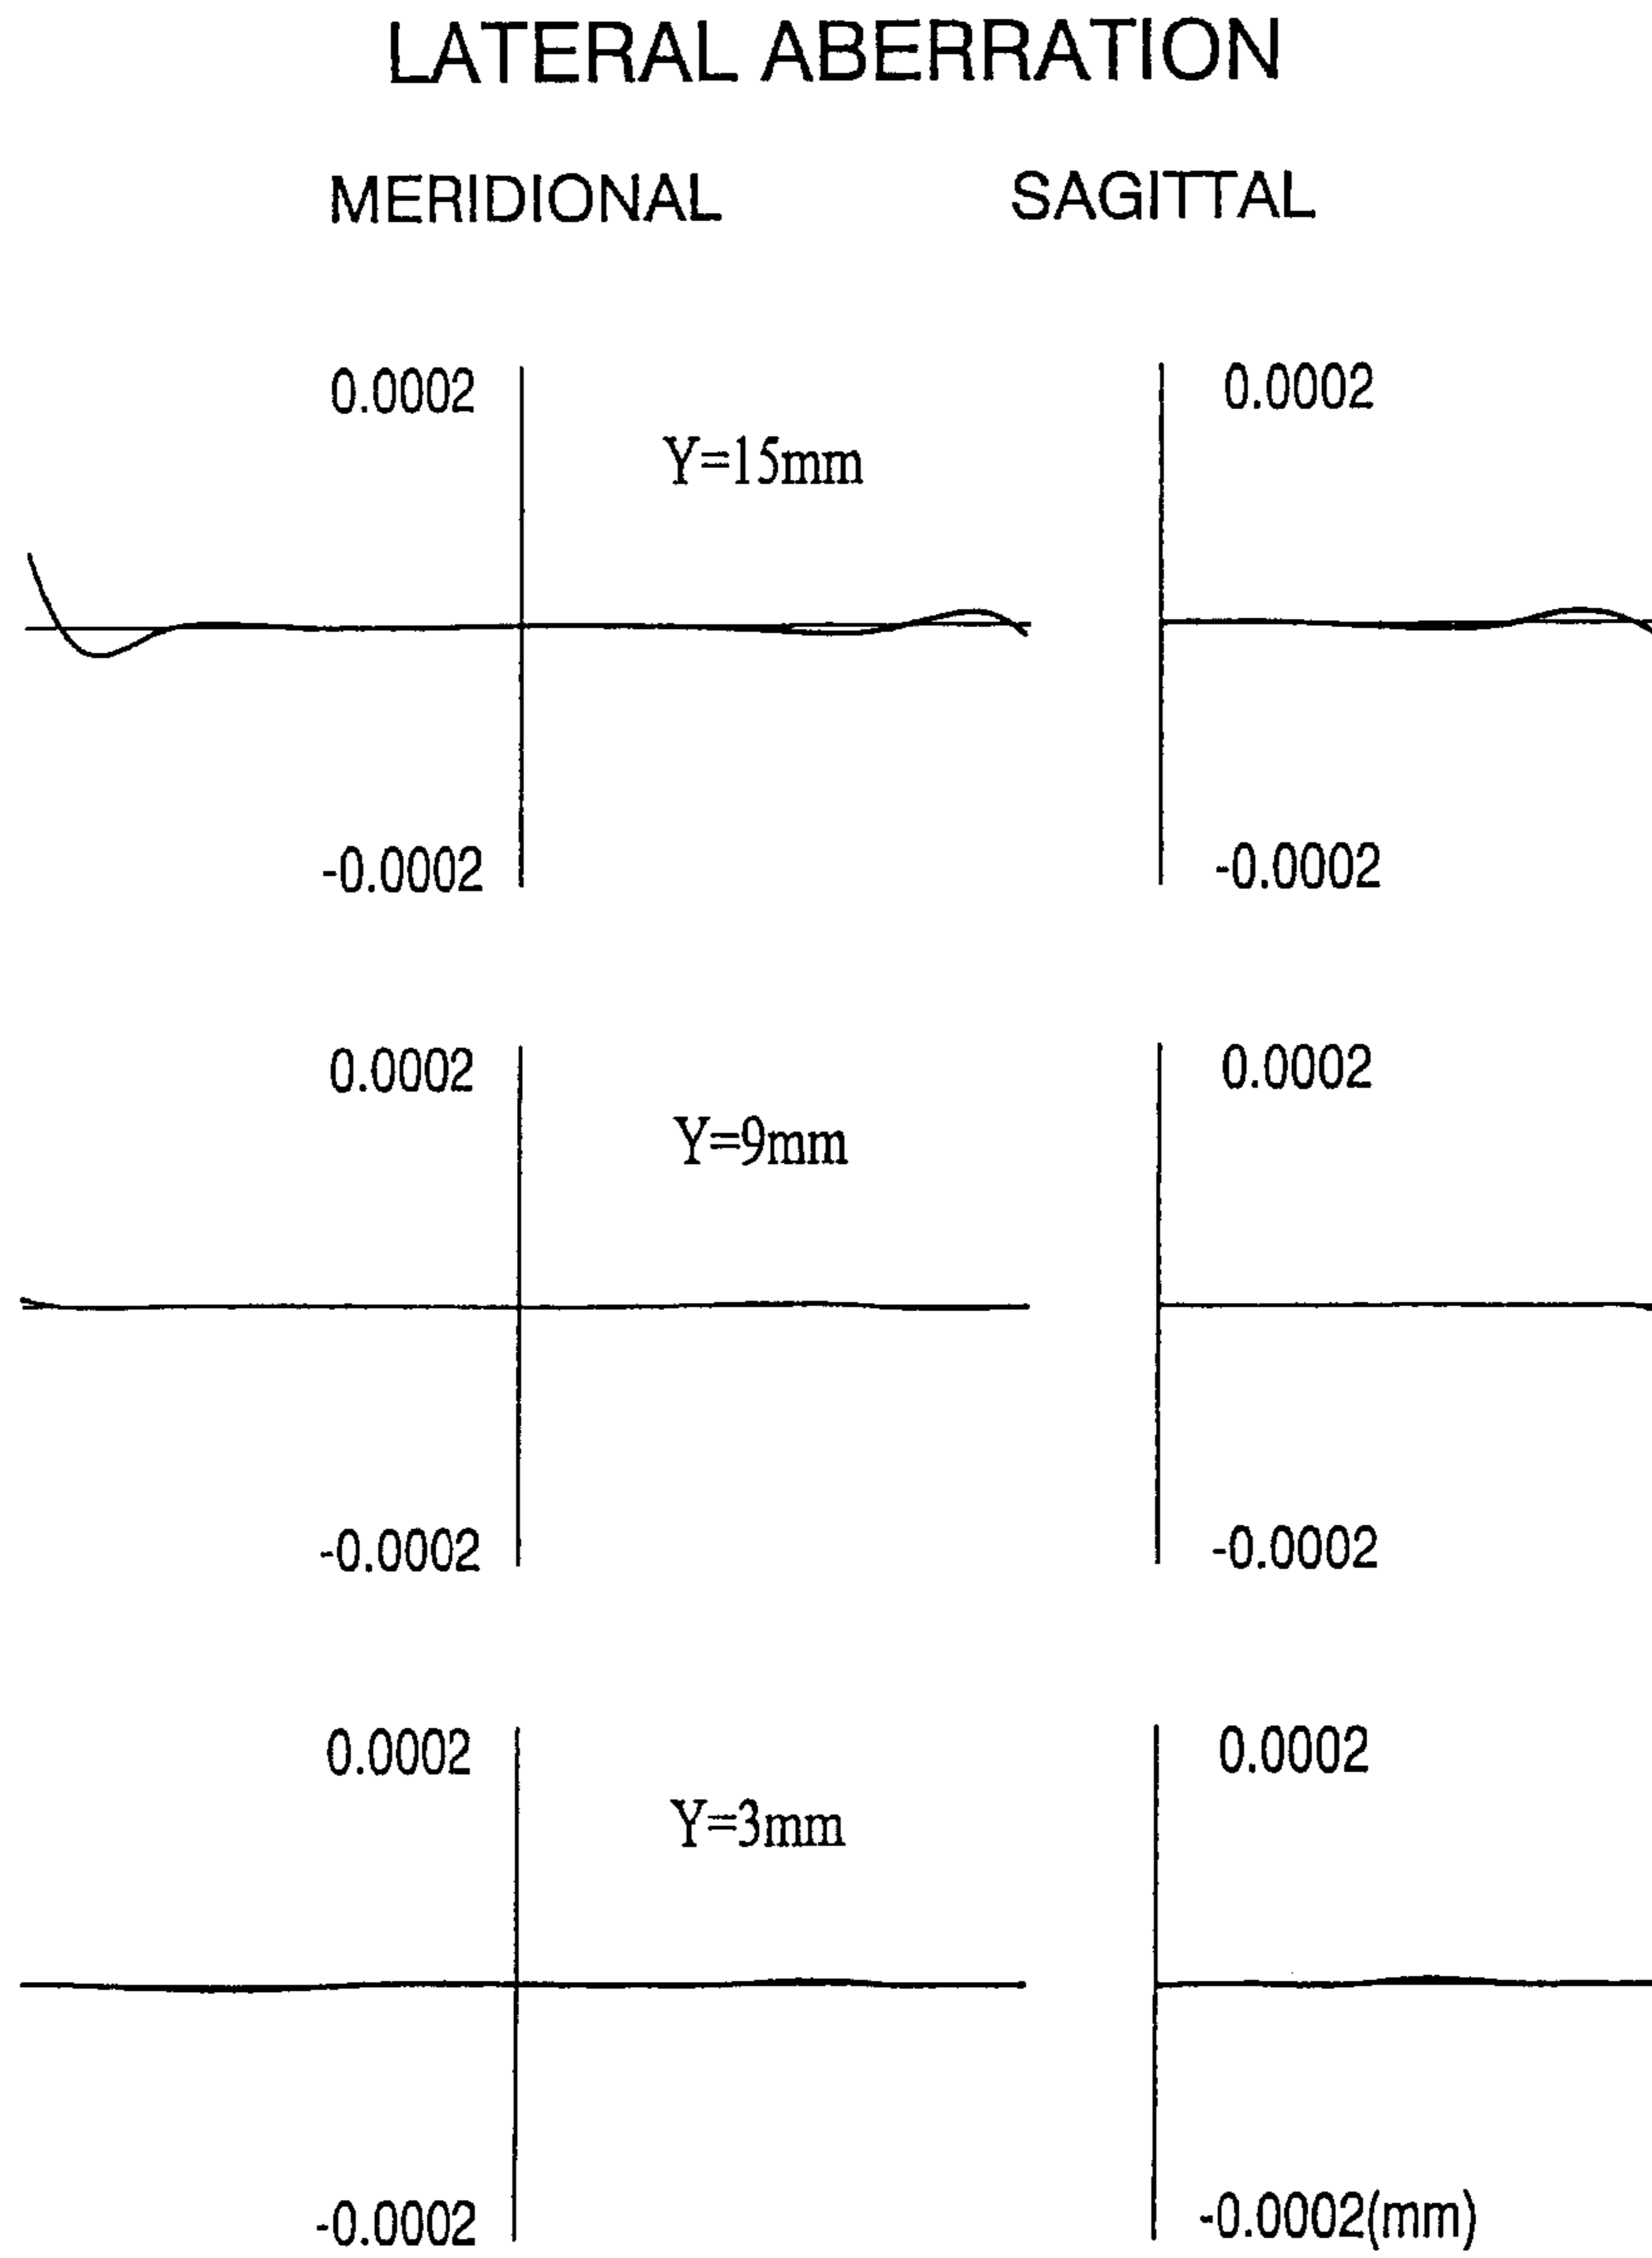 LATERAL ABERRATION
MERIDIONAL SAGITTAL
0.0002 0.0002
Y=15mm
-0.0002 -0.0002
0.0002 0.0002
Y=9mm
-0.0002 -0.0002
0.0002 0.0002
Y=3mm
-0.0002 -0.0002(mm)